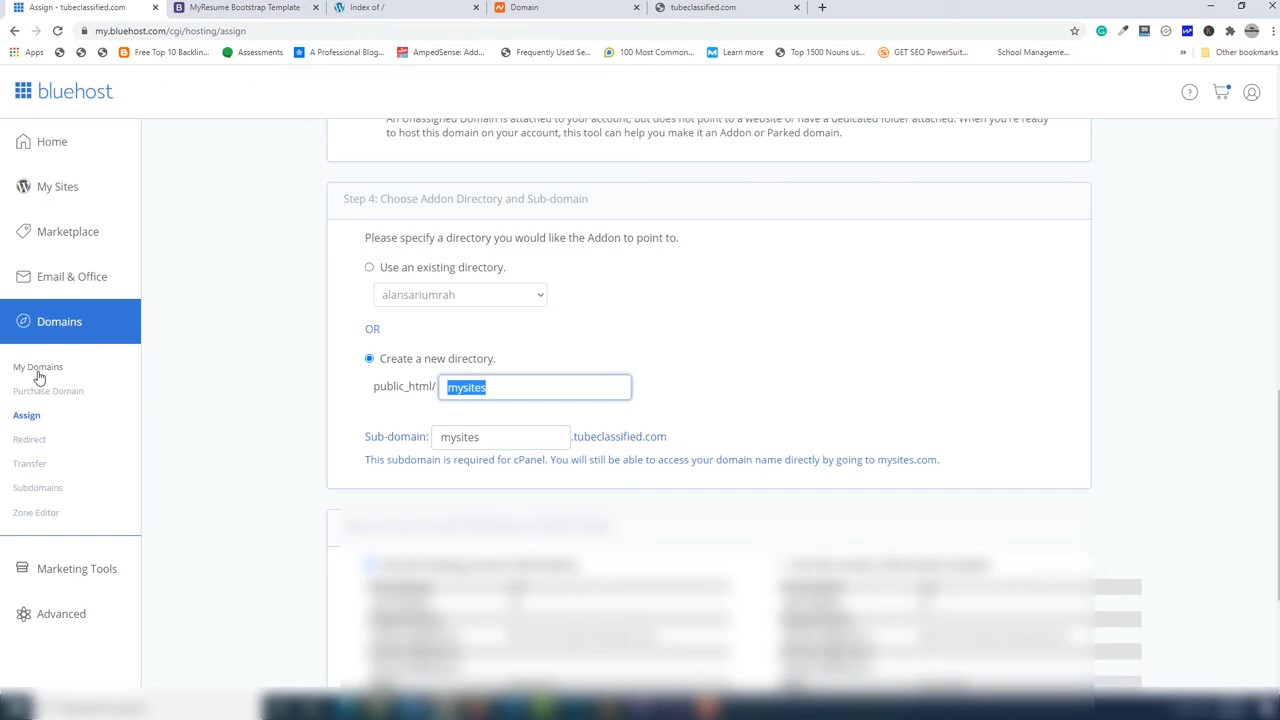 Assign - tubeclassified.com
MyResume Bootstrap Template -
Index of /
Domain
tubeclassified.com
my.bluehost.com/cgi/hosting/assign
Apps
Free Top 10 Backlin...
Assessments
A Professional Blog...
AmpedSense: Add...
Frequently Used Se...
100 Most Common...
Learn more
Top 1500 Nouns us...
GET SEO PowerSuit...
School Manageme...
Other bookmarks
bluehost
Home
My Sites
Marketplace
Email & Office
Domains
My Domains
Purchase Domain
Assign
Redirect
Transfer
Subdomains
Zone Editor
Marketing Tools
Advanced
An Unassigned Domain is attached to your account, but does not point to a website or have a dedicated folder attached. When you're ready
to host this domain on your account, this tool can help you make it an Addon or Parked domain.
Step 4: Choose Addon Directory and Sub-domain
Please specify a directory you would like the Addon to point to.
Use an existing directory.
alansariumrah
OR
Create a new directory.
public_html/ mysites
Sub-domain: mysites .tubeclassified.com
This subdomain is required for cPanel. You will still be able to access your domain name directly by going to mysites.com.